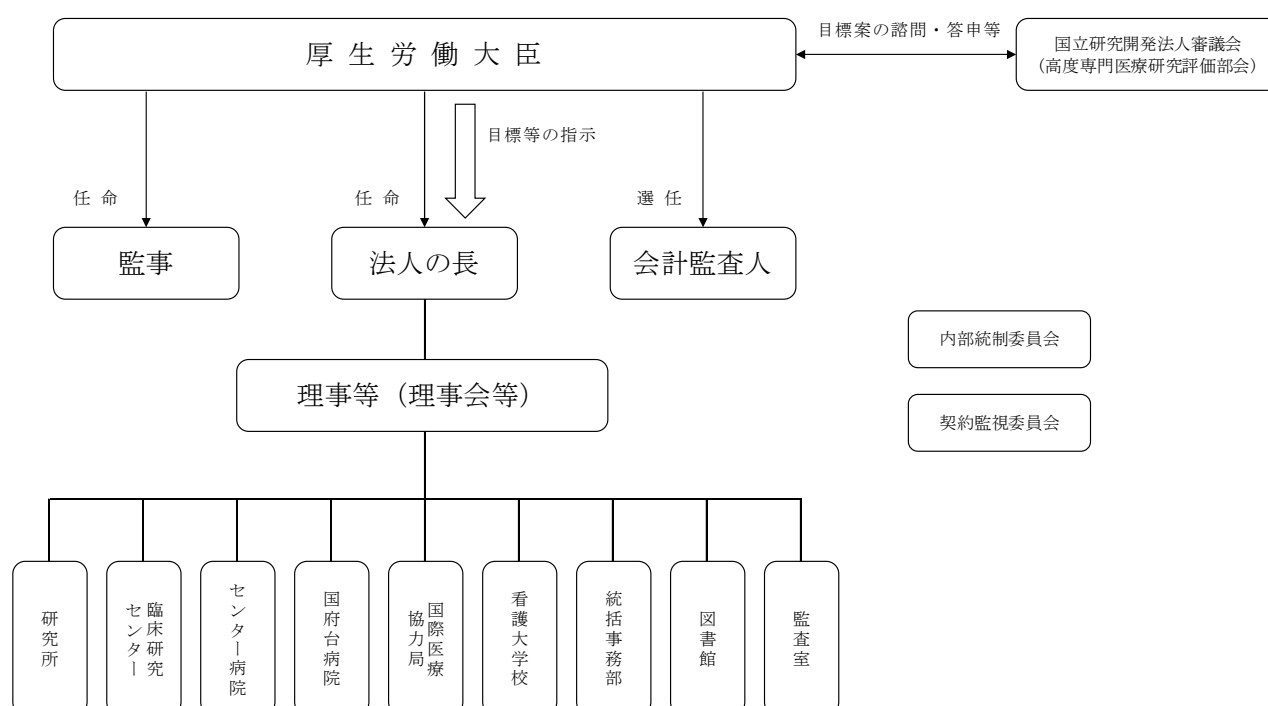 厚生労働大臣
目標案の諮問・答申等
国立研究開発法人審議会
（高度専門医療研究評価部会）
目標等の指示
任命
任命
選任
監事
法人の長
会計監査人
内部統制委員会
理事等（理事会等）
契約監視委員会
研究所
臨床研究
センター
センター病院
国府台病院
国際医療
協力局
看護大学校
統括事務部
図書館
監査室